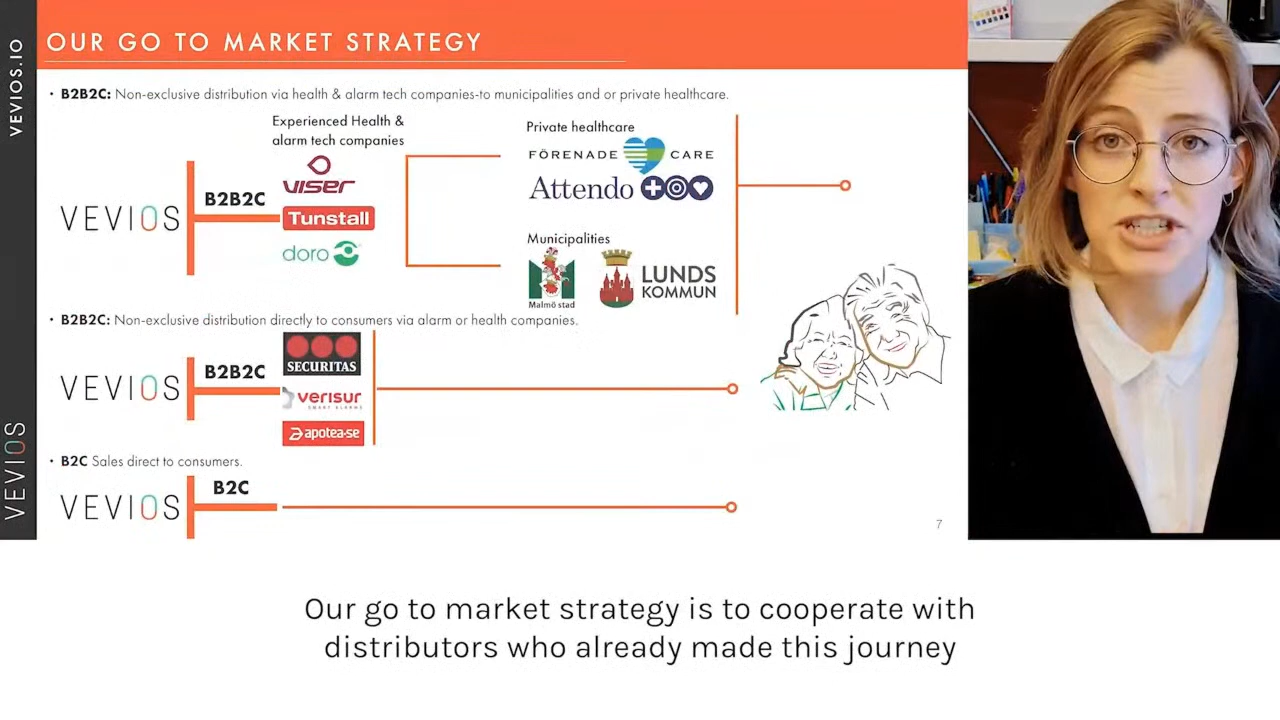 OUR GO TO MARKET STRATEGY
VEVIOS.IO
• B2B2C: Non-exclusive distribution via health & alarm tech companies-to municipalities and or private healthcare.
Experienced Health &
alarm tech companies
Private healthcare
FÖRENADE CARE
VISER
B2B2C
Attendo
VEVIOS
Tunstall
doro
Municipalities
LUNDS
KOMMUN
Malmö stad
• B2B2C: Non-exclusive distribution directly to consumers via alarm or health companies.
SECURITAS
B2B2C
VEVIOS
verisur
SMART ALARMS
apotea.se
VEVIOS
• B2C Sales direct to consumers.
B2C
VEVIOS
7
Our go to market strategy is to cooperate with
distributors who already made this journey